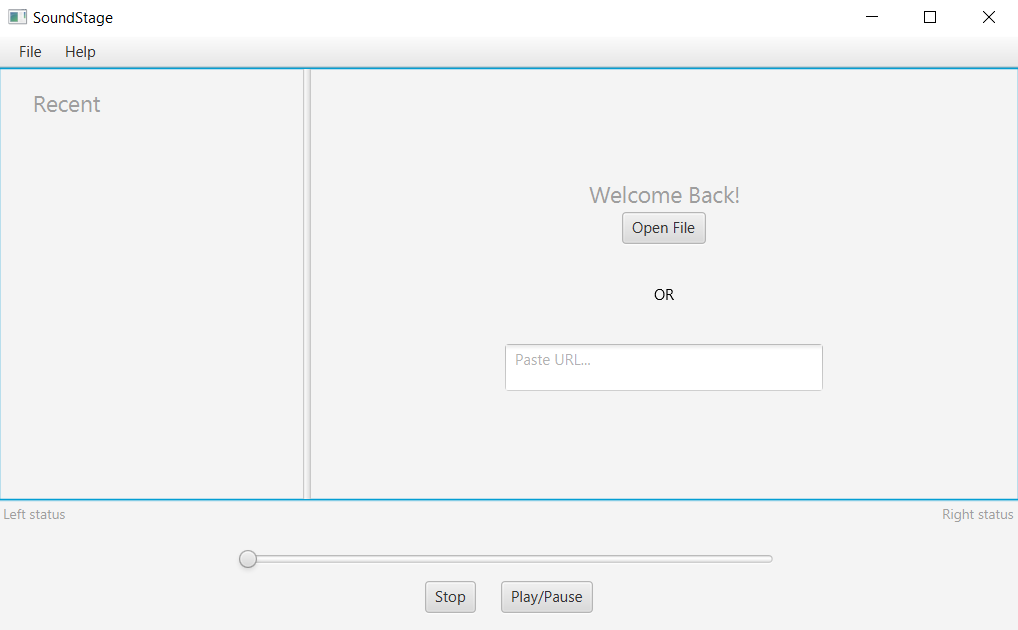 SoundStage
File Help
Recent
Welcome Back!
Open File
OR
Paste URL...
Left status
Right status
Stop
Play/Pause